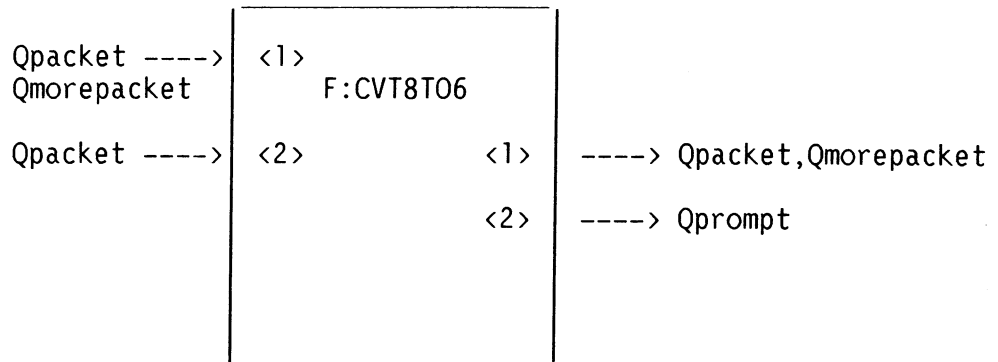 Qpacket ----> <1>
Qmorepacket F:CVT8TO6
Qpacket ----> <2> <1> ----> Qpacket,Qmorepacket
<2> ----> Qprompt